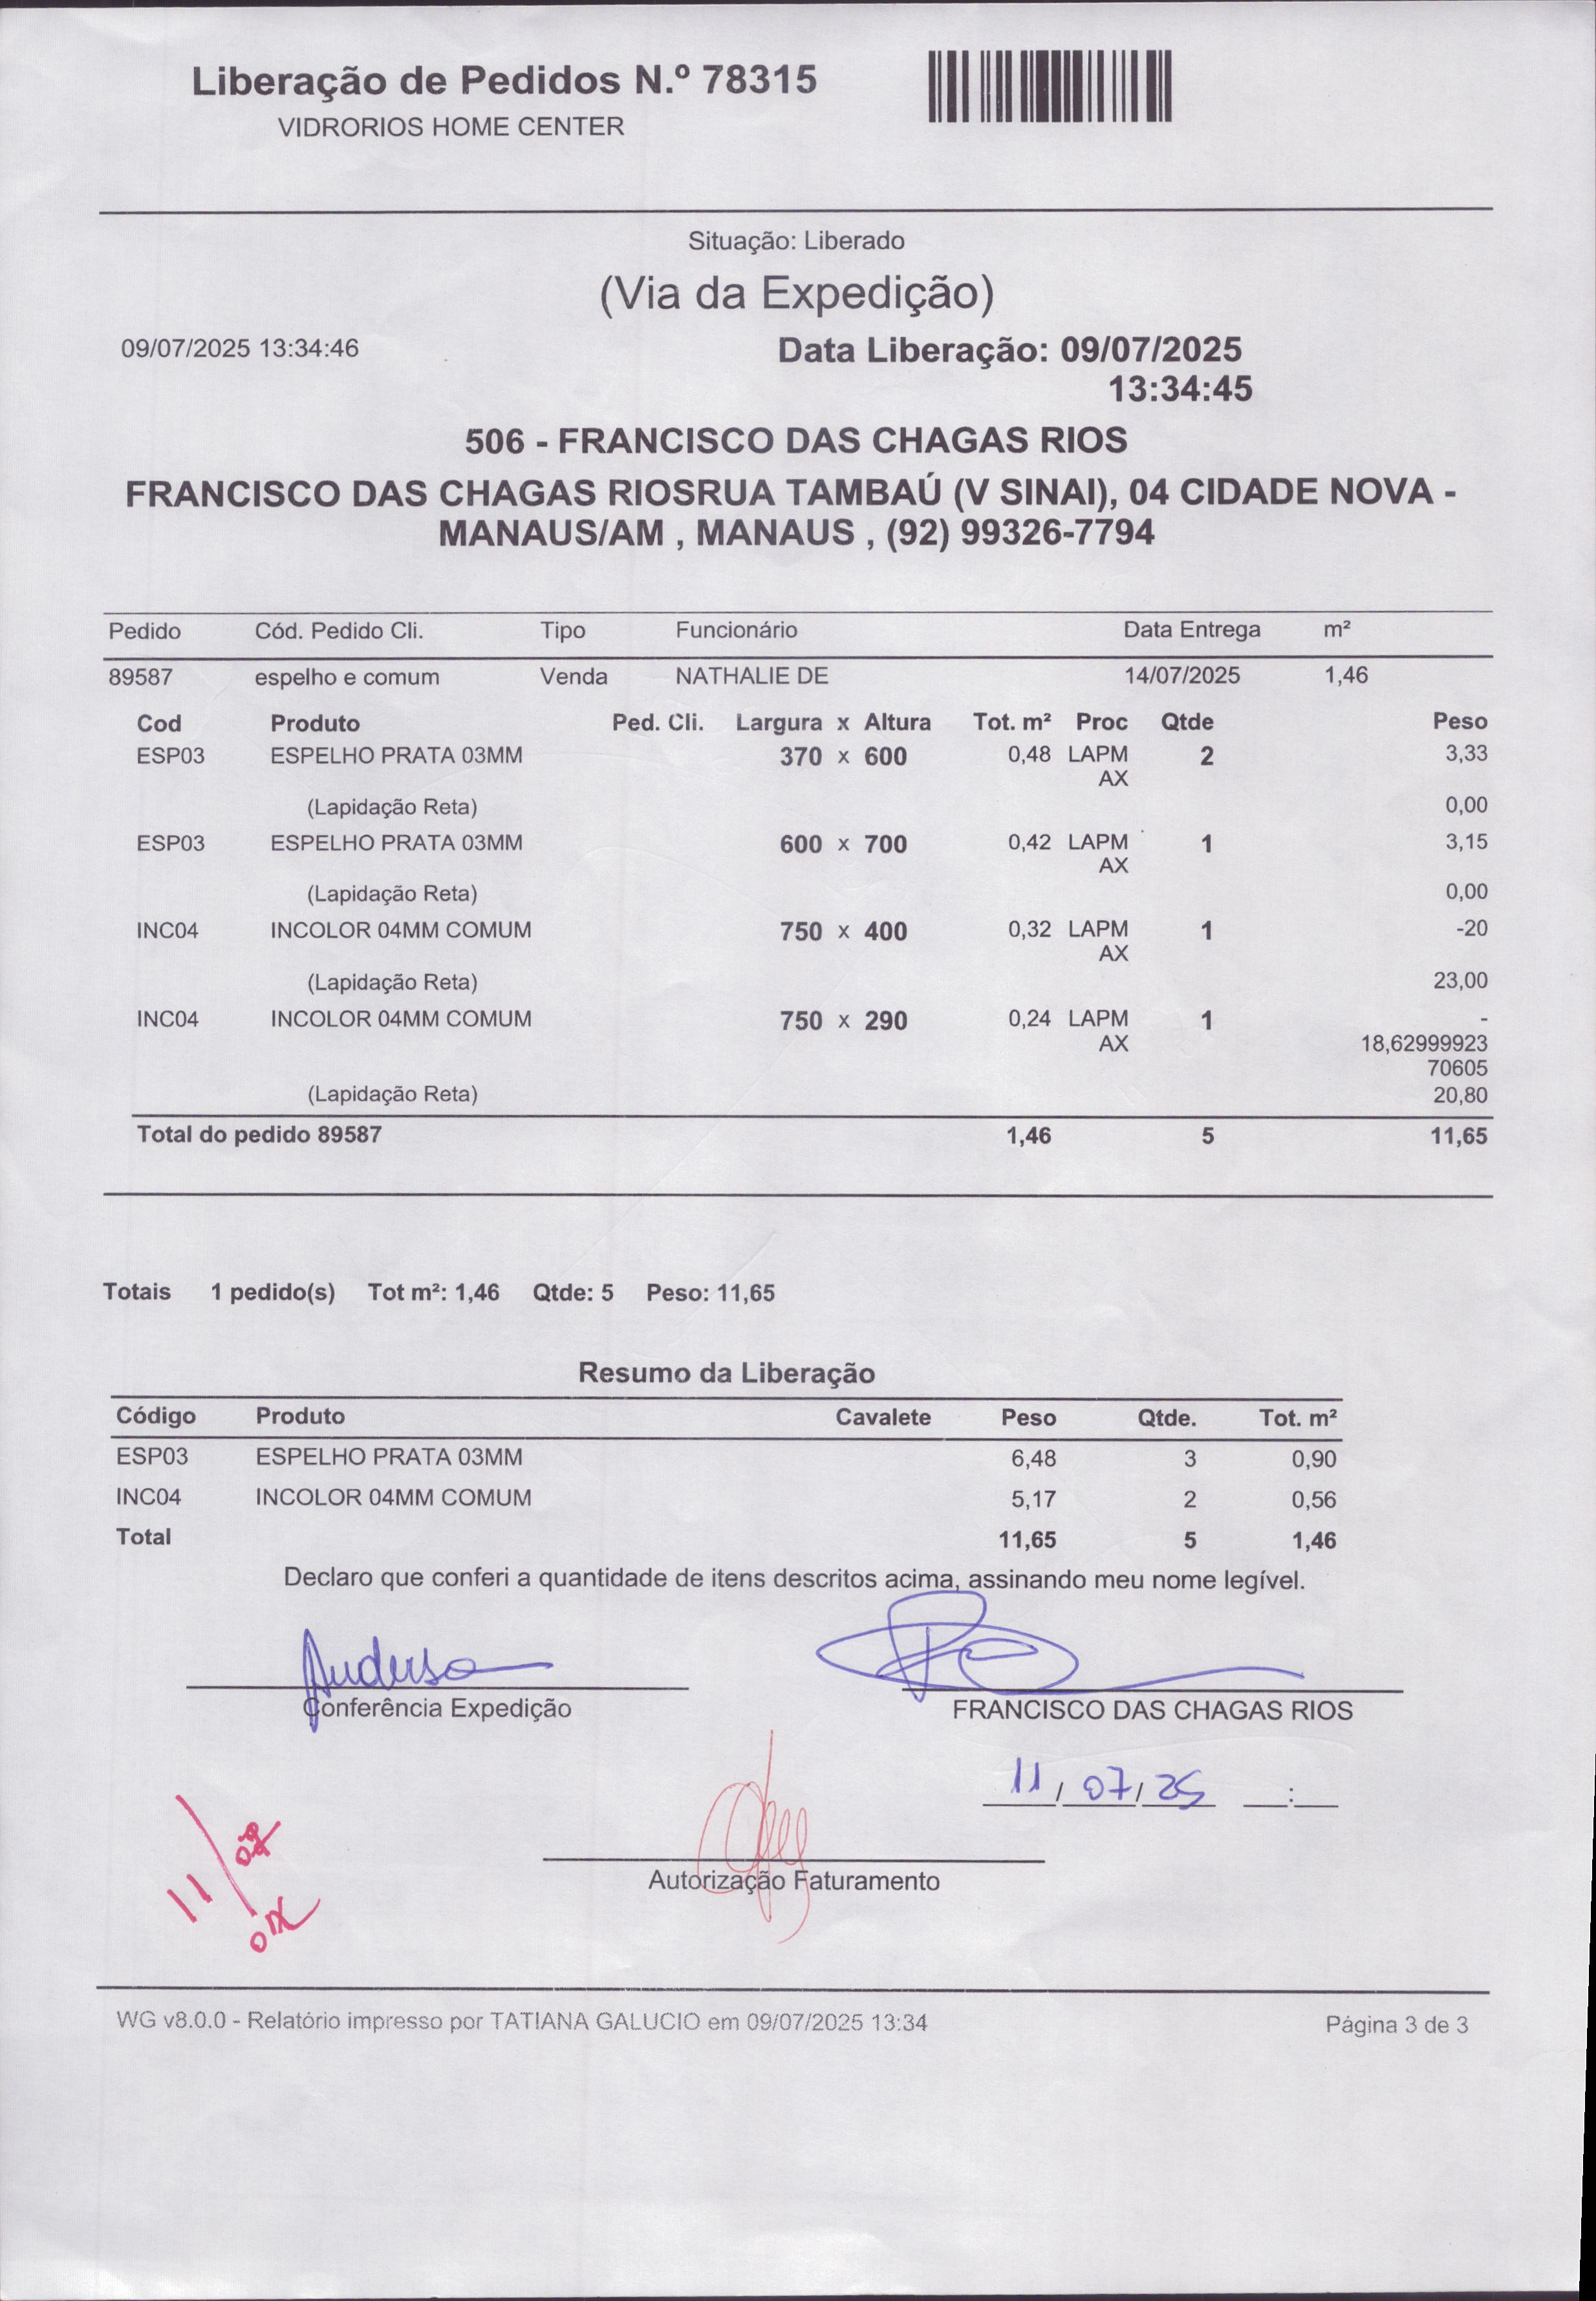 Liberação de Pedidos N.º 78315
VIDRORIOS HOME CENTER
Situação: Liberado
(Via da Expedição)
09/07/2025 13:34:46
Data Liberação: 09/07/2025
13:34:45
506 - FRANCISCO DAS CHAGAS RIOS
FRANCISCO DAS CHAGAS RIOSRUA TAMBAÚ (V SINAI), 04 CIDADE NOVA -
MANAUS/AM , MANAUS , (92) 99326-7794
Pedido Cód. Pedido Cli. Tipo Funcionário Data Entrega m²
89587 espelho e comum Venda NATHALIE DE 14/07/2025 1,46
Cod Produto Ped. Cli. Largura x Altura Tot. m² Proc Qtde Peso
ESP03 ESPELHO PRATA 03MM 370 x 600 0,48 LAPM 2 3,33
AX
(Lapidação Reta) 0,00
ESP03 ESPELHO PRATA 03MM 600 x 700 0,42 LAPM 1 3,15
AX
(Lapidação Reta) 0,00
INC04 INCOLOR 04MM COMUM 750 x 400 0,32 LAPM 1 -20
AX
(Lapidação Reta) 23,00
INC04 INCOLOR 04MM COMUM 750 x 290 0,24 LAPM 1 -
AX 18,62999923
70605
(Lapidação Reta) 20,80
Total do pedido 89587 1,46 5 11,65
Totais 1 pedido(s) Tot m²: 1,46 Qtde: 5 Peso: 11,65
Resumo da Liberação
Código Produto Cavalete Peso Qtde. Tot. m²
ESP03 ESPELHO PRATA 03MM 6,48 3 0,90
INC04 INCOLOR 04MM COMUM 5,17 2 0,56
Total 11,65 5 1,46
Declaro que conferi a quantidade de itens descritos acima, assinando meu nome legível.
Anderso
Conferência Expedição FRANCISCO DAS CHAGAS RIOS
11/07/25 __:__
Autorização Faturamento
11/07
OK
WG v8.0.0 - Relatório impresso por TATIANA GALUCIO em 09/07/2025 13:34 Página 3 de 3